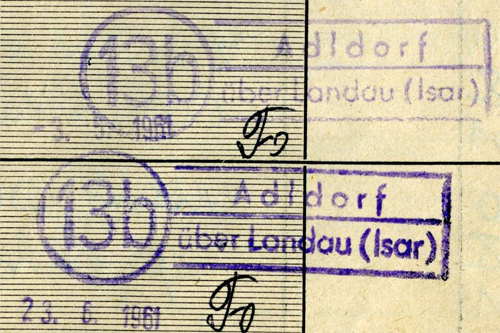 13b
Adldorf
über Landau (Isar)
-3. 5. 1961
13b
Adldorf
über Landau (Isar)
23. 6. 1961